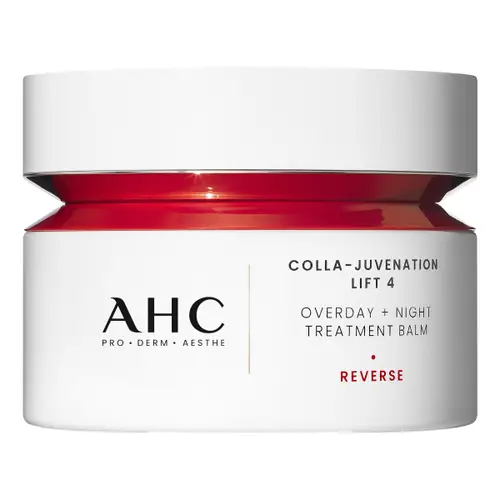 AHC
PRO • DERM • AESTHE
COLLA-JUVENATION
LIFT 4
OVERDAY + NIGHT
TREATMENT BALM
•
REVERSE